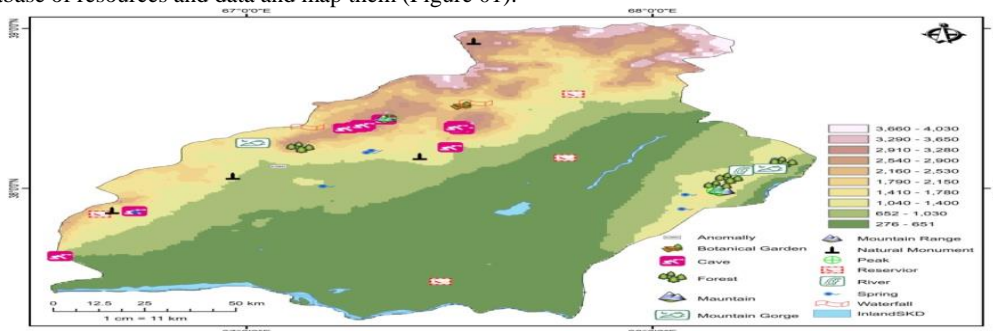 base of resources and data and map them (Figure 01).
67°0'0"E 68°0'0"E
3,660 - 4,030
3,290 - 3,650
2,910 - 3,280
2,540 - 2,900
2,160 - 2,530
1,790 - 2,150
1,410 - 1,780
1,040 - 1,400
652 - 1,030
276 - 651
Anomally
Botanical Garden
Cave
Forest
Mountain
Mountain Gorge
Mountain Range
Natural Monument
Peak
Reservior
River
Spring
Waterfall
InlandSKD
0 12.5 25 50 km
1 cm = 11 km